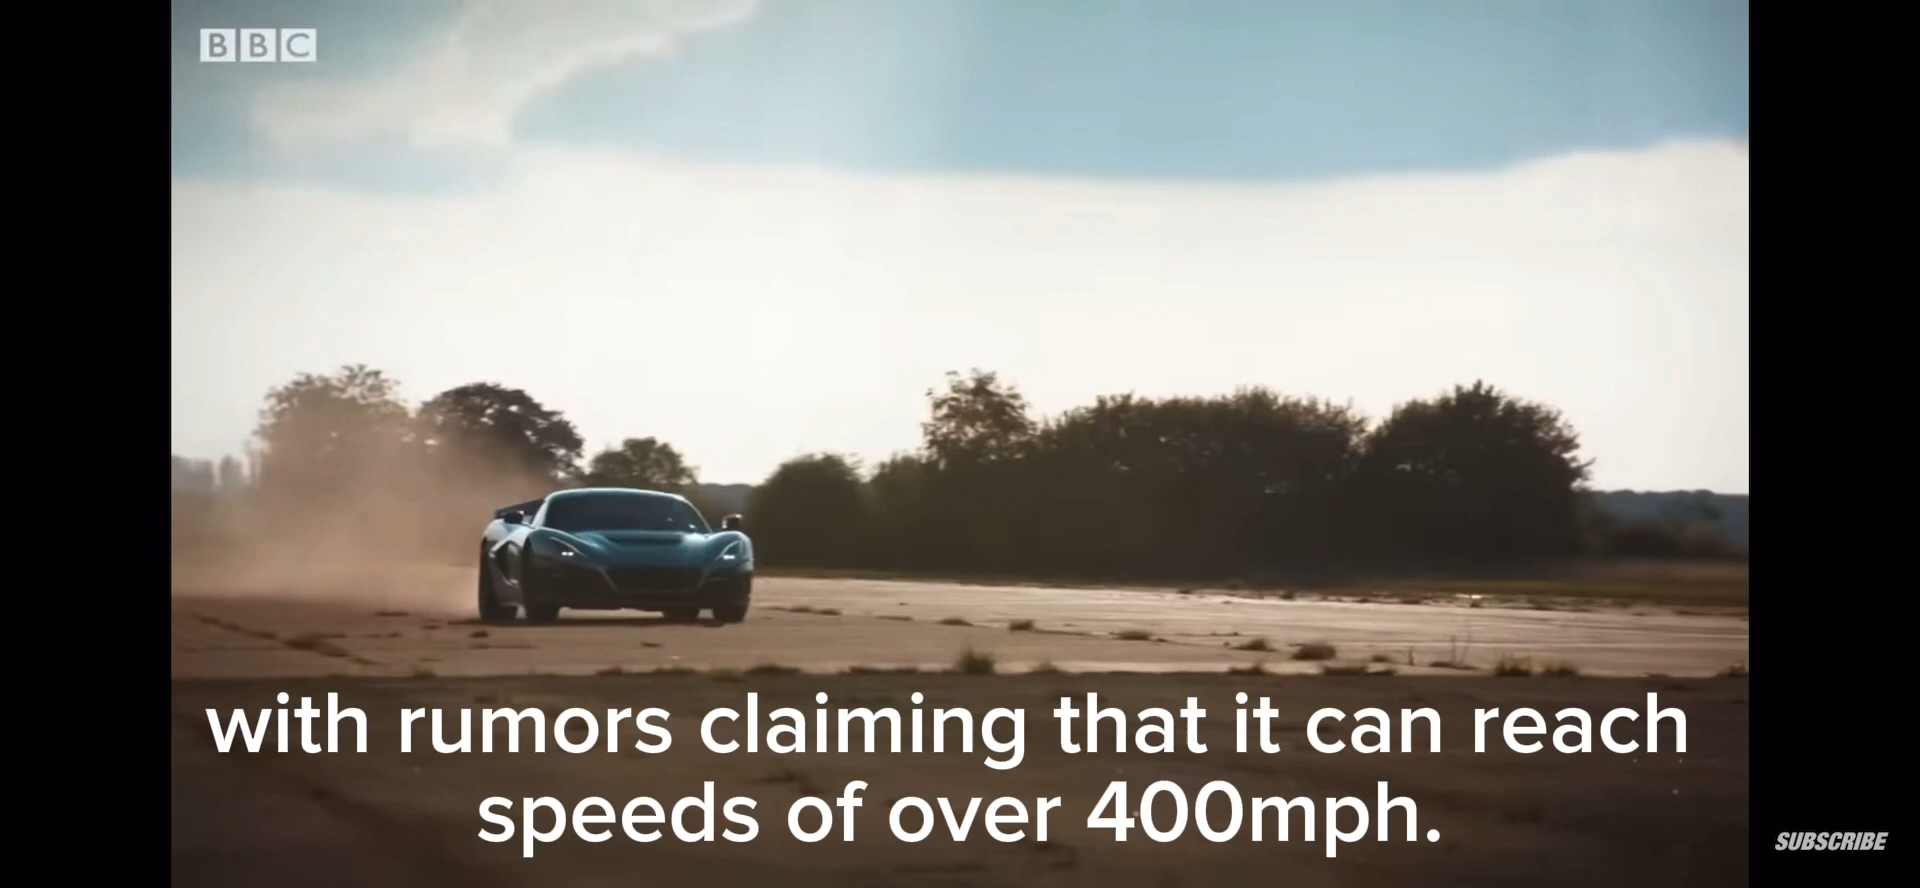 BBC
with rumors claiming that it can reach
speeds of over 400mph.
SUBSCRIBE